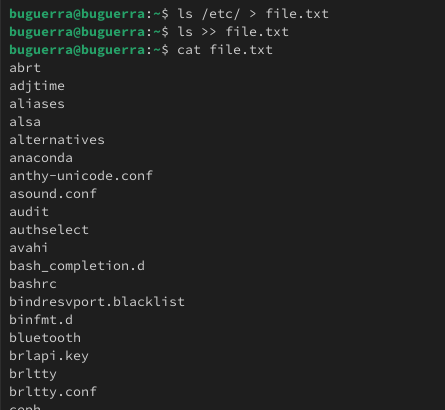 buguerra@buguerra:~$ ls /etc/ > file.txt
buguerra@buguerra:~$ ls >> file.txt
buguerra@buguerra:~$ cat file.txt
abrt
adjtime
aliases
alsa
alternatives
anaconda
anthy-unicode.conf
asound.conf
audit
authselect
avahi
bash_completion.d
bashrc
bindresvport.blacklist
binfmt.d
bluetooth
brlapi.key
brltty
brltty.conf